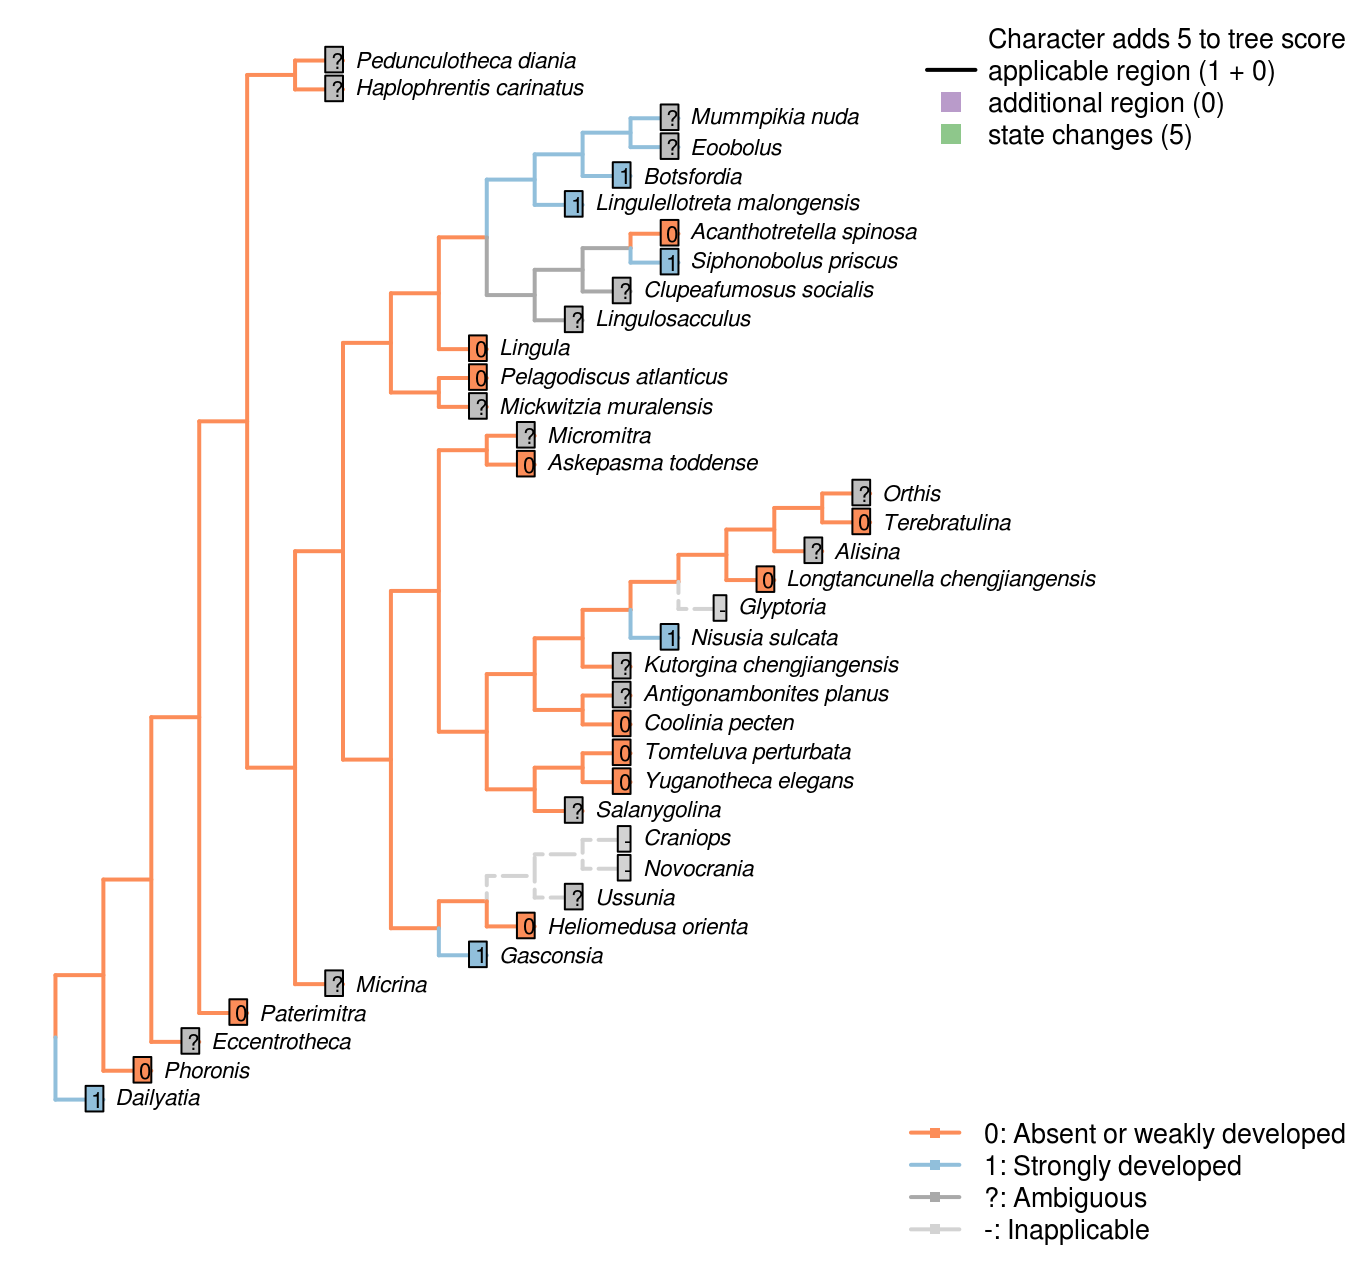 Character adds 5 to tree score
applicable region (1 + 0)
additional region (0)
state changes (5)
? Pedunculotheca diania
? Haplophrentis carinatus
? Mummpikia nuda
? Eoobolus
1 Botsfordia
1 Lingulellotreta malongensis
0 Acanthotretella spinosa
1 Siphonobolus priscus
? Clupeafumosus socialis
? Lingulosacculus
0 Lingula
0 Pelagodiscus atlanticus
? Mickwitzia muralensis
? Micromitra
0 Askepasma toddense
? Orthis
0 Terebratulina
? Alisina
0 Longtancunella chengjiangensis
- Glyptoria
1 Nisusia sulcata
? Kutorgina chengjiangensis
? Antigonambonites planus
0 Coolinia pecten
0 Tomteluva perturbata
0 Yuganotheca elegans
? Salanygolina
- Craniops
- Novocrania
? Ussunia
0 Heliomedusa orienta
1 Gasconsia
? Micrina
0 Paterimitra
? Eccentrotheca
0 Phoronis
1 Dailyatia
0: Absent or weakly developed
1: Strongly developed
?: Ambiguous
-: Inapplicable